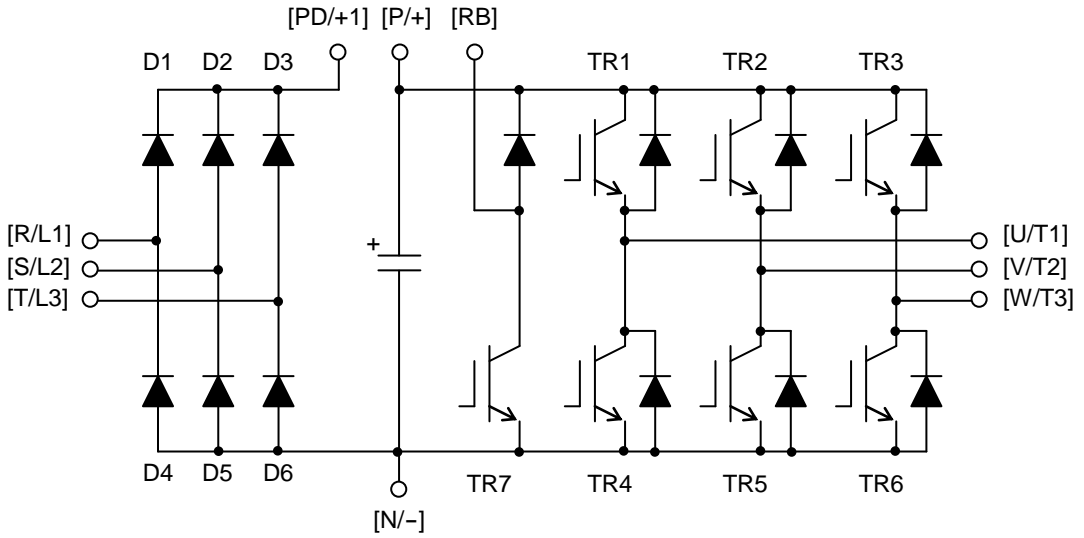 [PD/+1] [P/+] [RB]
D1 D2 D3 TR1 TR2 TR3
[R/L1] [U/T1]
+
[S/L2] [V/T2]
[T/L3] [W/T3]
D4 D5 D6 TR7 TR4 TR5 TR6
[N/−]